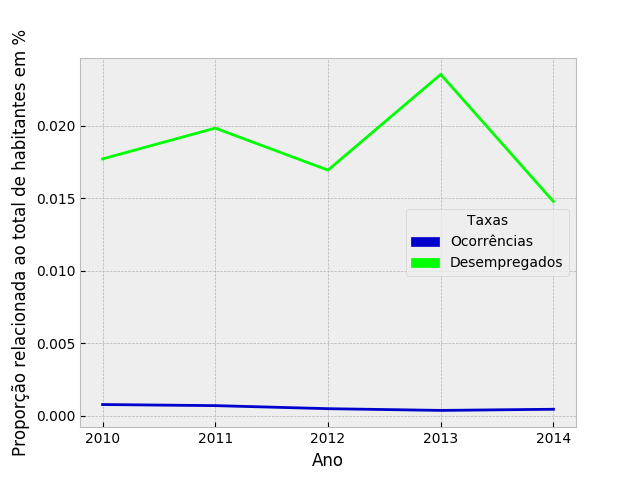 Proporção relacionada ao total de habitantes em %
0.020
0.015
0.010
0.005
0.000
Taxas
Ocorrências
Desempregados
2010 2011 2012 2013 2014
Ano